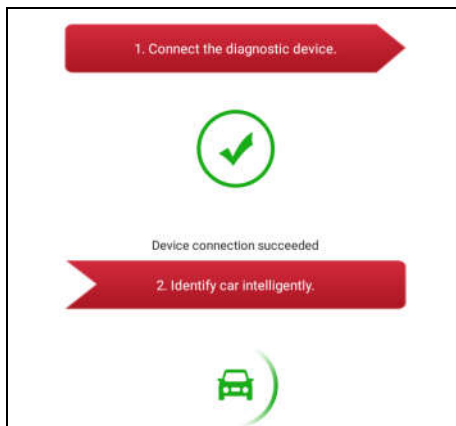 1. Connect the diagnostic device.
Device connection succeeded
2. Identify car intelligently.